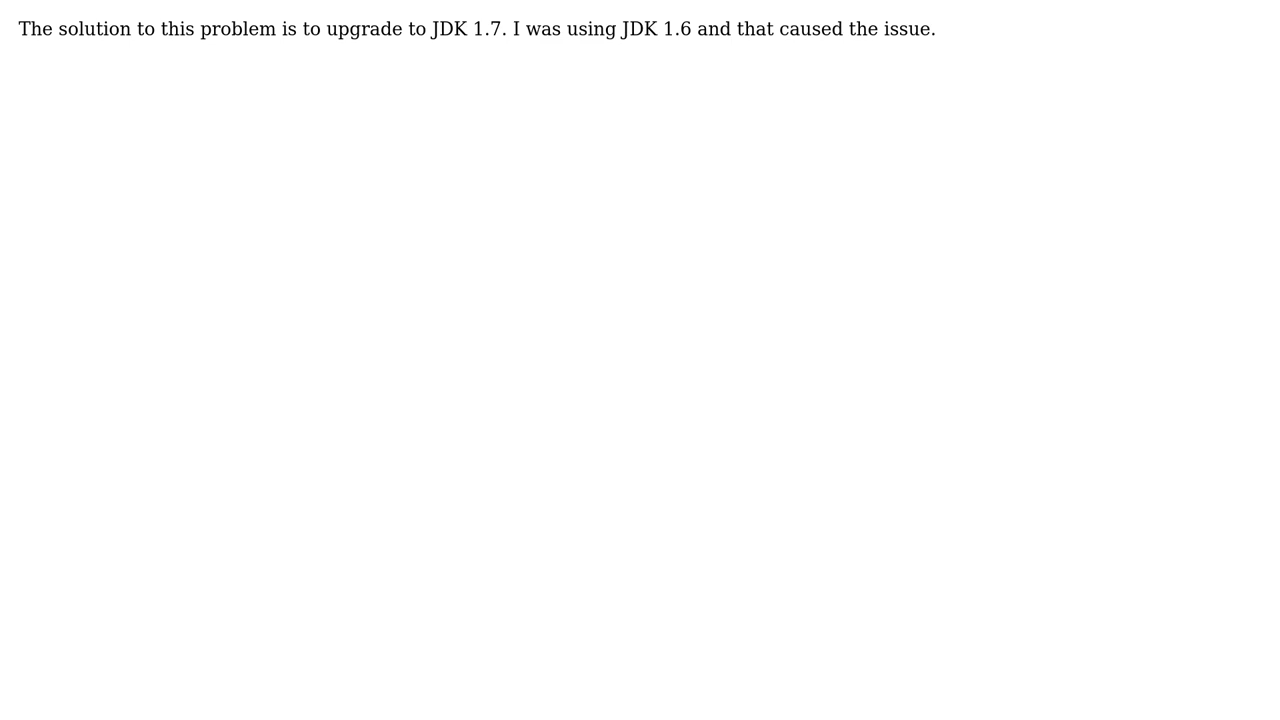 The solution to this problem is to upgrade to JDK 1.7. I was using JDK 1.6 and that caused the issue.